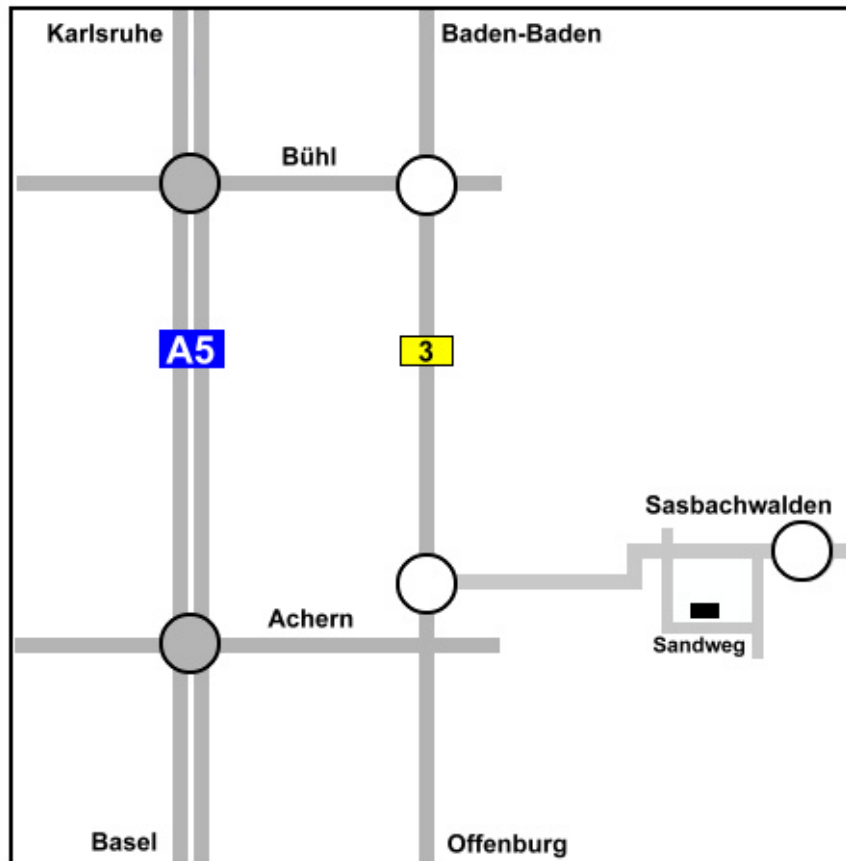 Karlsruhe
Baden-Baden
Bühl
A5
3
Sasbachwalden
Achern
Sandweg
Basel
Offenburg